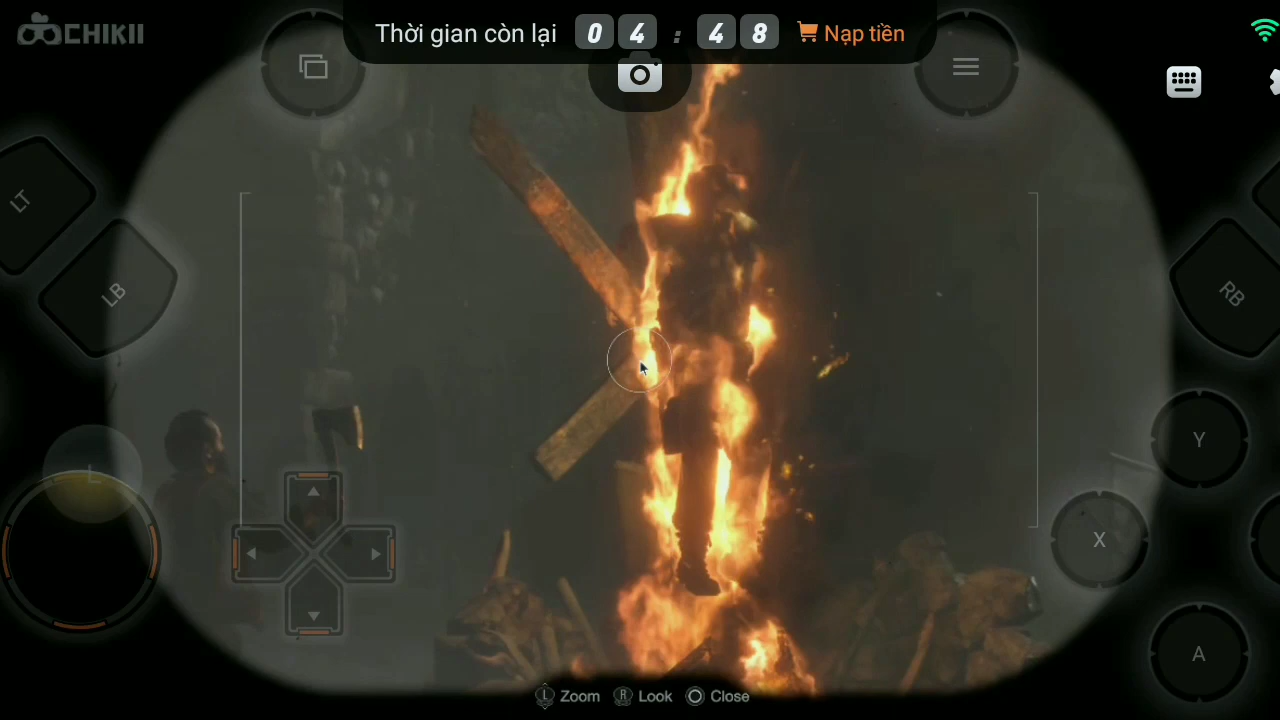 CHIKII
Thời gian còn lại 04 : 48 Nạp tiền
LT
LB
RB
L
Y
X
A
L Zoom R Look Close